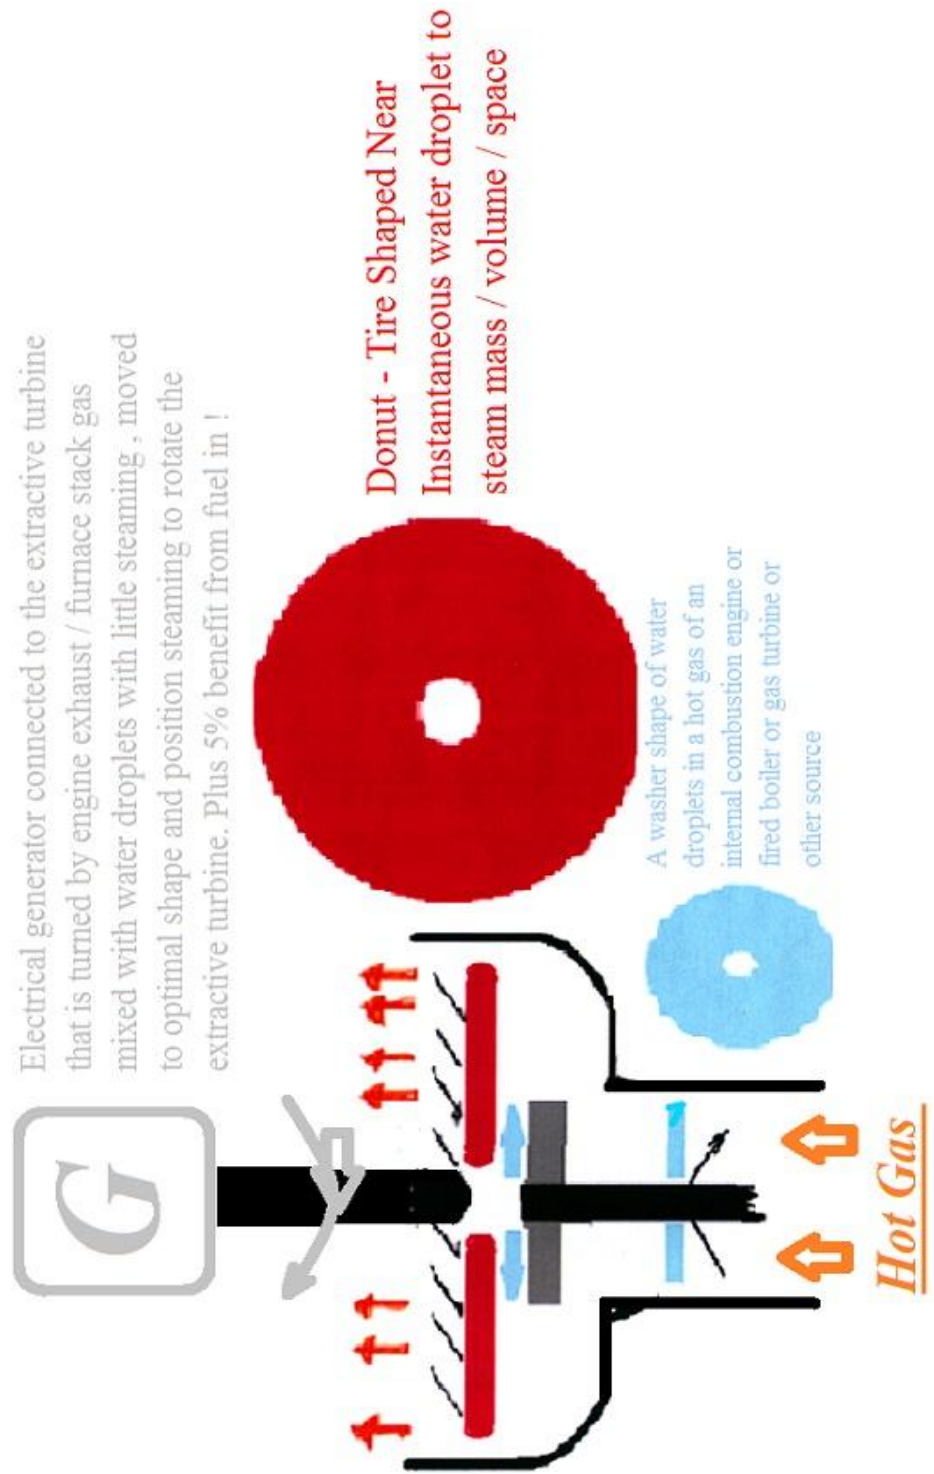 Electrical generator connected to the extractive turbine
that is turned by engine exhaust / furnace stack gas
mixed with water droplets with little steaming , moved
to optimal shape and position steaming to rotate the
extractive turbine. Plus 5% benefit from fuel in !
G
Donut - Tire Shaped Near
Instantaneous water droplet to
steam mass / volume / space
A washer shape of water
droplets in a hot gas of an
internal combustion engine or
fired boiler or gas turbine or
other source
Hot Gas